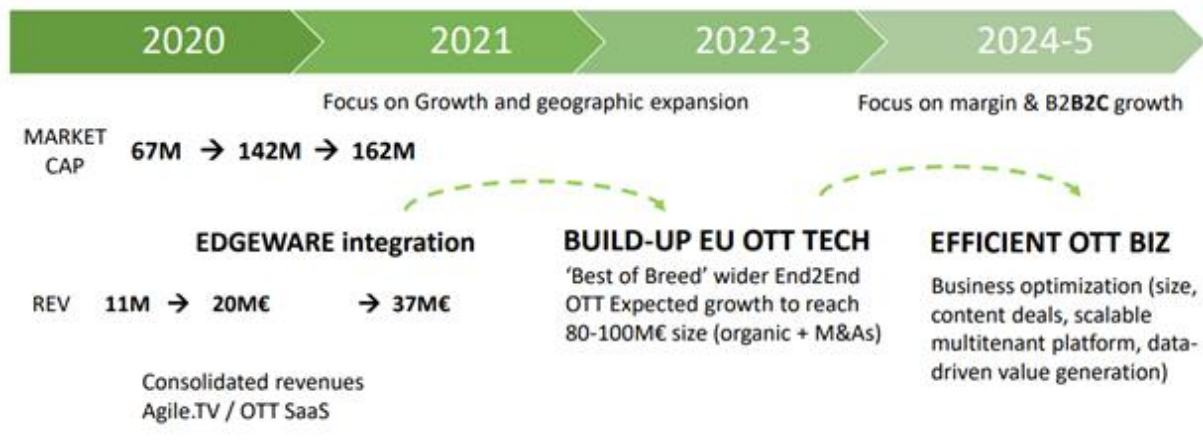 2020 2021 2022-3 2024-5
Focus on Growth and geographic expansion
Focus on margin & B2B2C growth
MARKET
CAP
67M → 142M → 162M
EDGEWARE integration
REV 11M → 20M€ → 37M€
Consolidated revenues
Agile.TV / OTT SaaS
BUILD-UP EU OTT TECH
‘Best of Breed’ wider End2End
OTT Expected growth to reach
80-100M€ size (organic + M&As)
EFFICIENT OTT BIZ
Business optimization (size,
content deals, scalable
multitenant platform, data-
driven value generation)